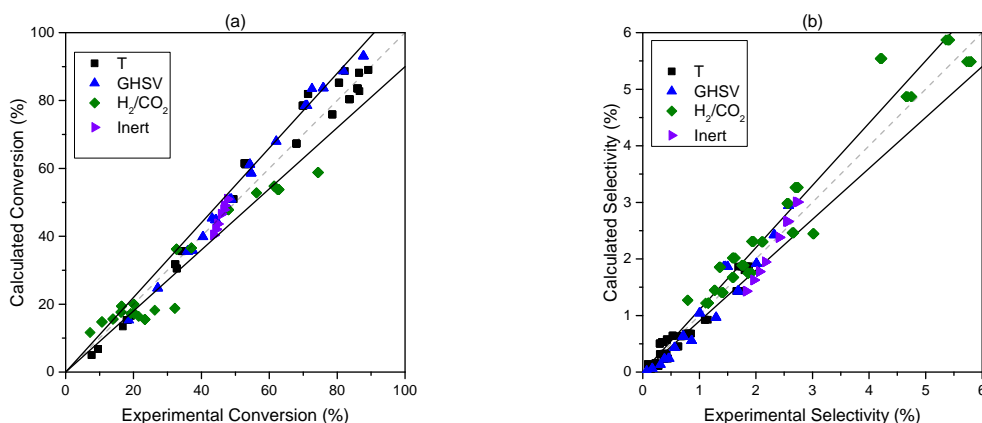 (a)
100
80
60
40
20
0
Calculated Conversion (%)
T
GHSV
H₂/CO₂
Inert
0 20 40 60 80 100
Experimental Conversion (%)
(b)
6
5
4
3
2
1
0
Calculated Selectivity (%)
T
GHSV
H₂/CO₂
Inert
0 1 2 3 4 5 6
Experimental Selectivity (%)